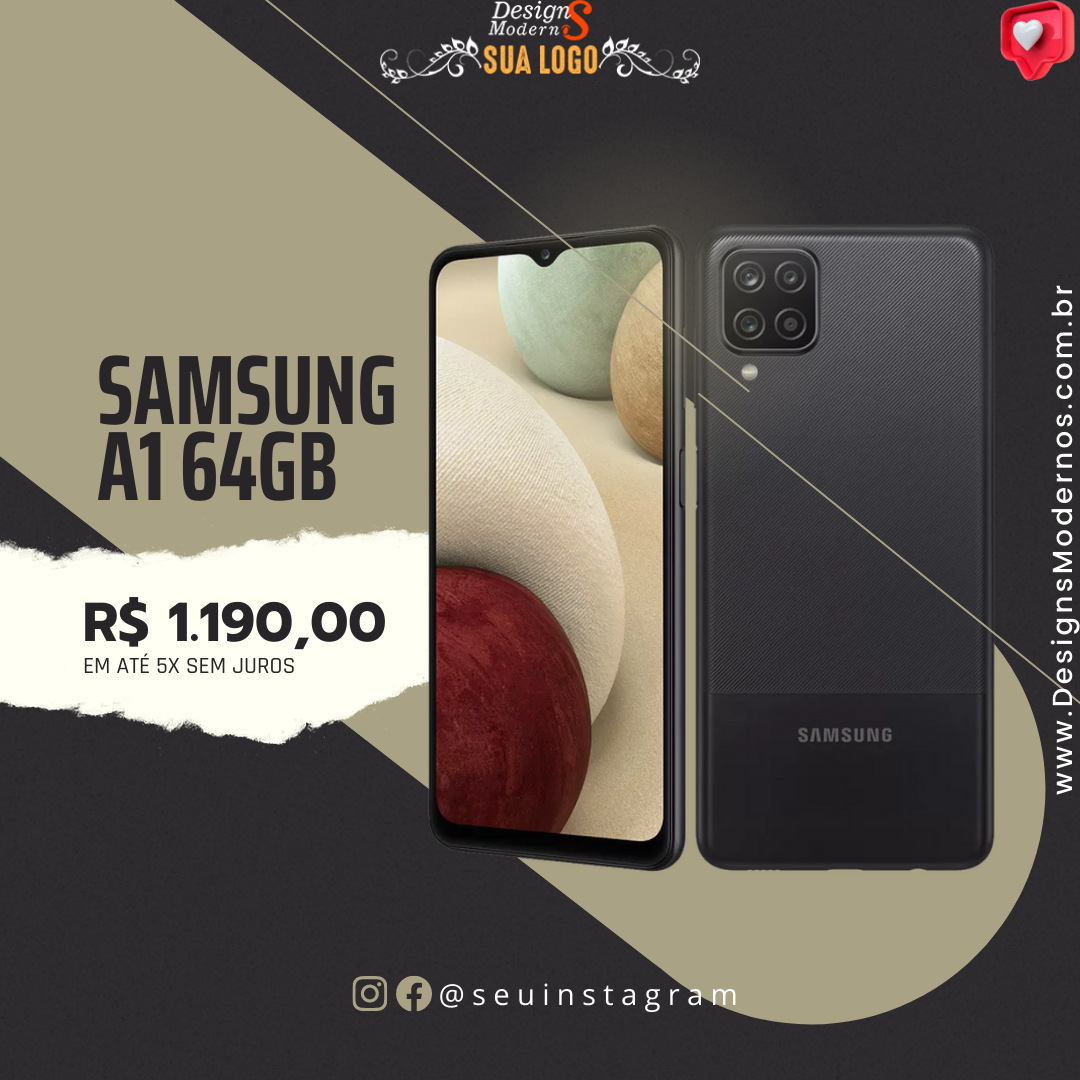 Designs
Moderns
SUA LOGO
SAMSUNG
A1 64GB
R$ 1.190,00
EM ATÉ 5X SEM JUROS
SAMSUNG
www.DesignsModernos.com.br
@seuinstagram